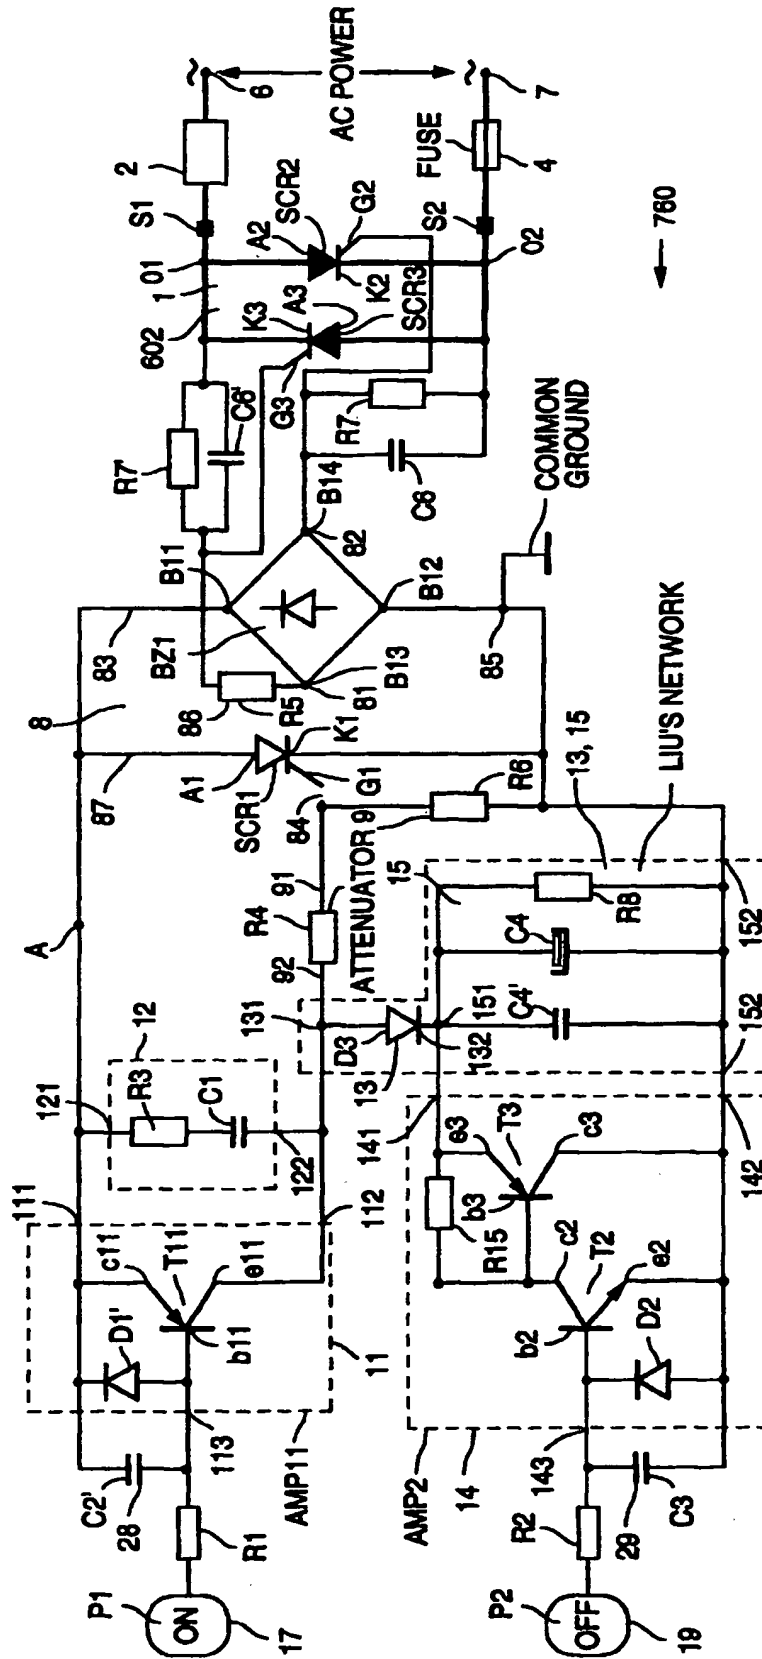 P1
ON
17
C2'
28
R1
113
AMP11
D1'
111
c11
T11
b11
e11
11
112
121
12
R3
C1
122
A
131
87
83
8
A1
SCR1
K1
G1
84
91
R4
92
ATTENUATOR 9
R6
BZ1
86
R5
81
B13
B11
R7'
C6'
B14
82
B12
85
COMMON
GROUND
C6
R7
602
1
01
S1
2
6
~
AC POWER
~
7
FUSE
4
S2
02
A2
SCR2
G2
K2
K3
A3
SCR3
G3
760
P2
OFF
19
R2
29
C3
143
AMP2
14
b2
D2
c2
T2
e2
R15
b3
T3
e3
c3
141
142
D3
13
132
151
15
C4'
C4
R8
152
152
13, 15
LIU'S NETWORK